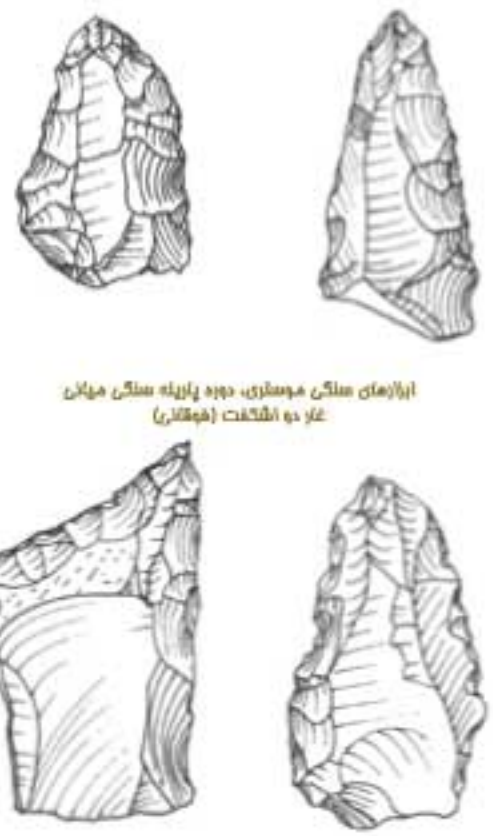 ابزارهای سنگی موستری، دوره پارینه سنگی میانی
غار دو اشکفت (فوقانی)